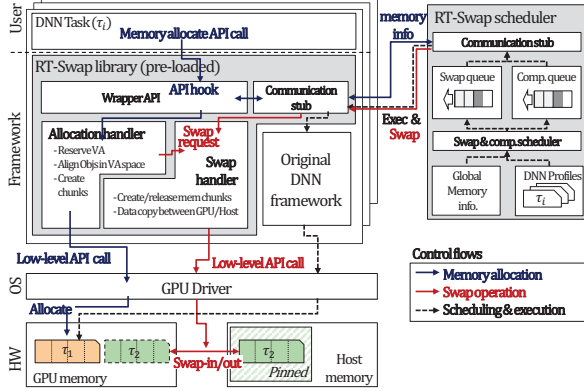 User
DNN Task (τi)
Memory allocate API call
memory
info
RT-Swap scheduler
Communication stub
Swap queue
Comp. queue
Swap & comp.scheduler
Global
Memory
info.
DNN Profiles
τi
Exec & Swap
Framework
RT-Swap library (pre-loaded)
API hook
Wrapper API
Communication
stub
Allocation handler
- Reserve VA
- Align Objs in VA space
- Create
chunks
Swap
request
Swap
handler
- Create/release mem chunks
- Data copy between GPU/Host
Original
DNN
framework
Low-level API call
Low-level API call
OS
GPU Driver
Allocate
HW
τ1
τ2
GPU memory
Swap-in/out
τ2
Pinned
Host
memory
Control flows
Memory allocation
Swap operation
Scheduling & execution